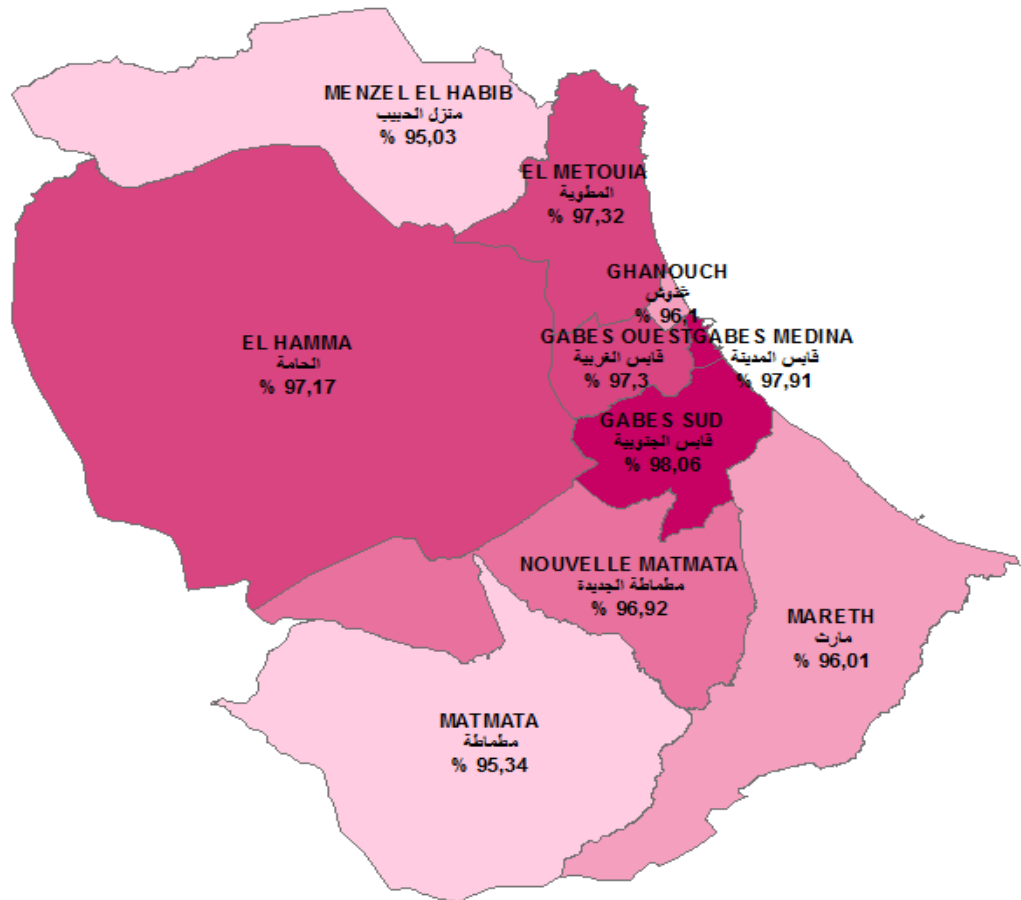 MENZEL EL HABIB
منزل الحبيب
% 95,03
EL METOUIA
المطوية
% 97,32
GHANOUCH
غنوش
% 96,1
GABES OUEST
قابس الغربية
% 97,3
GABES MEDINA
قابس المدينة
% 97,91
EL HAMMA
الحامة
% 97,17
GABES SUD
قابس الجنوبية
% 98,06
NOUVELLE MATMATA
مطماطة الجديدة
% 96,92
MARETH
مارث
% 96,01
MATMATA
مطماطة
% 95,34